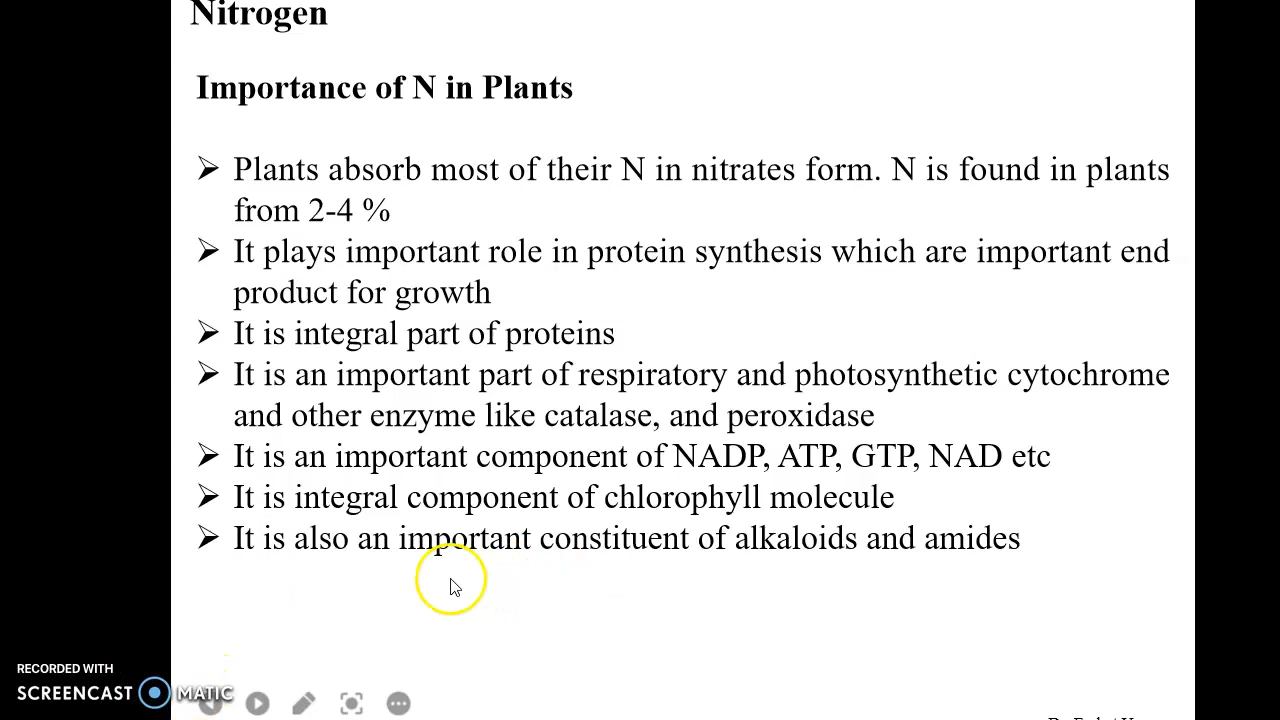 Nitrogen
Importance of N in Plants
➢ Plants absorb most of their N in nitrates form. N is found in plants
from 2-4 %
➢ It plays important role in protein synthesis which are important end
product for growth
➢ It is integral part of proteins
➢ It is an important part of respiratory and photosynthetic cytochrome
and other enzyme like catalase, and peroxidase
➢ It is an important component of NADP, ATP, GTP, NAD etc
➢ It is integral component of chlorophyll molecule
➢ It is also an important constituent of alkaloids and amides
RECORDED WITH
SCREENCAST MATIC